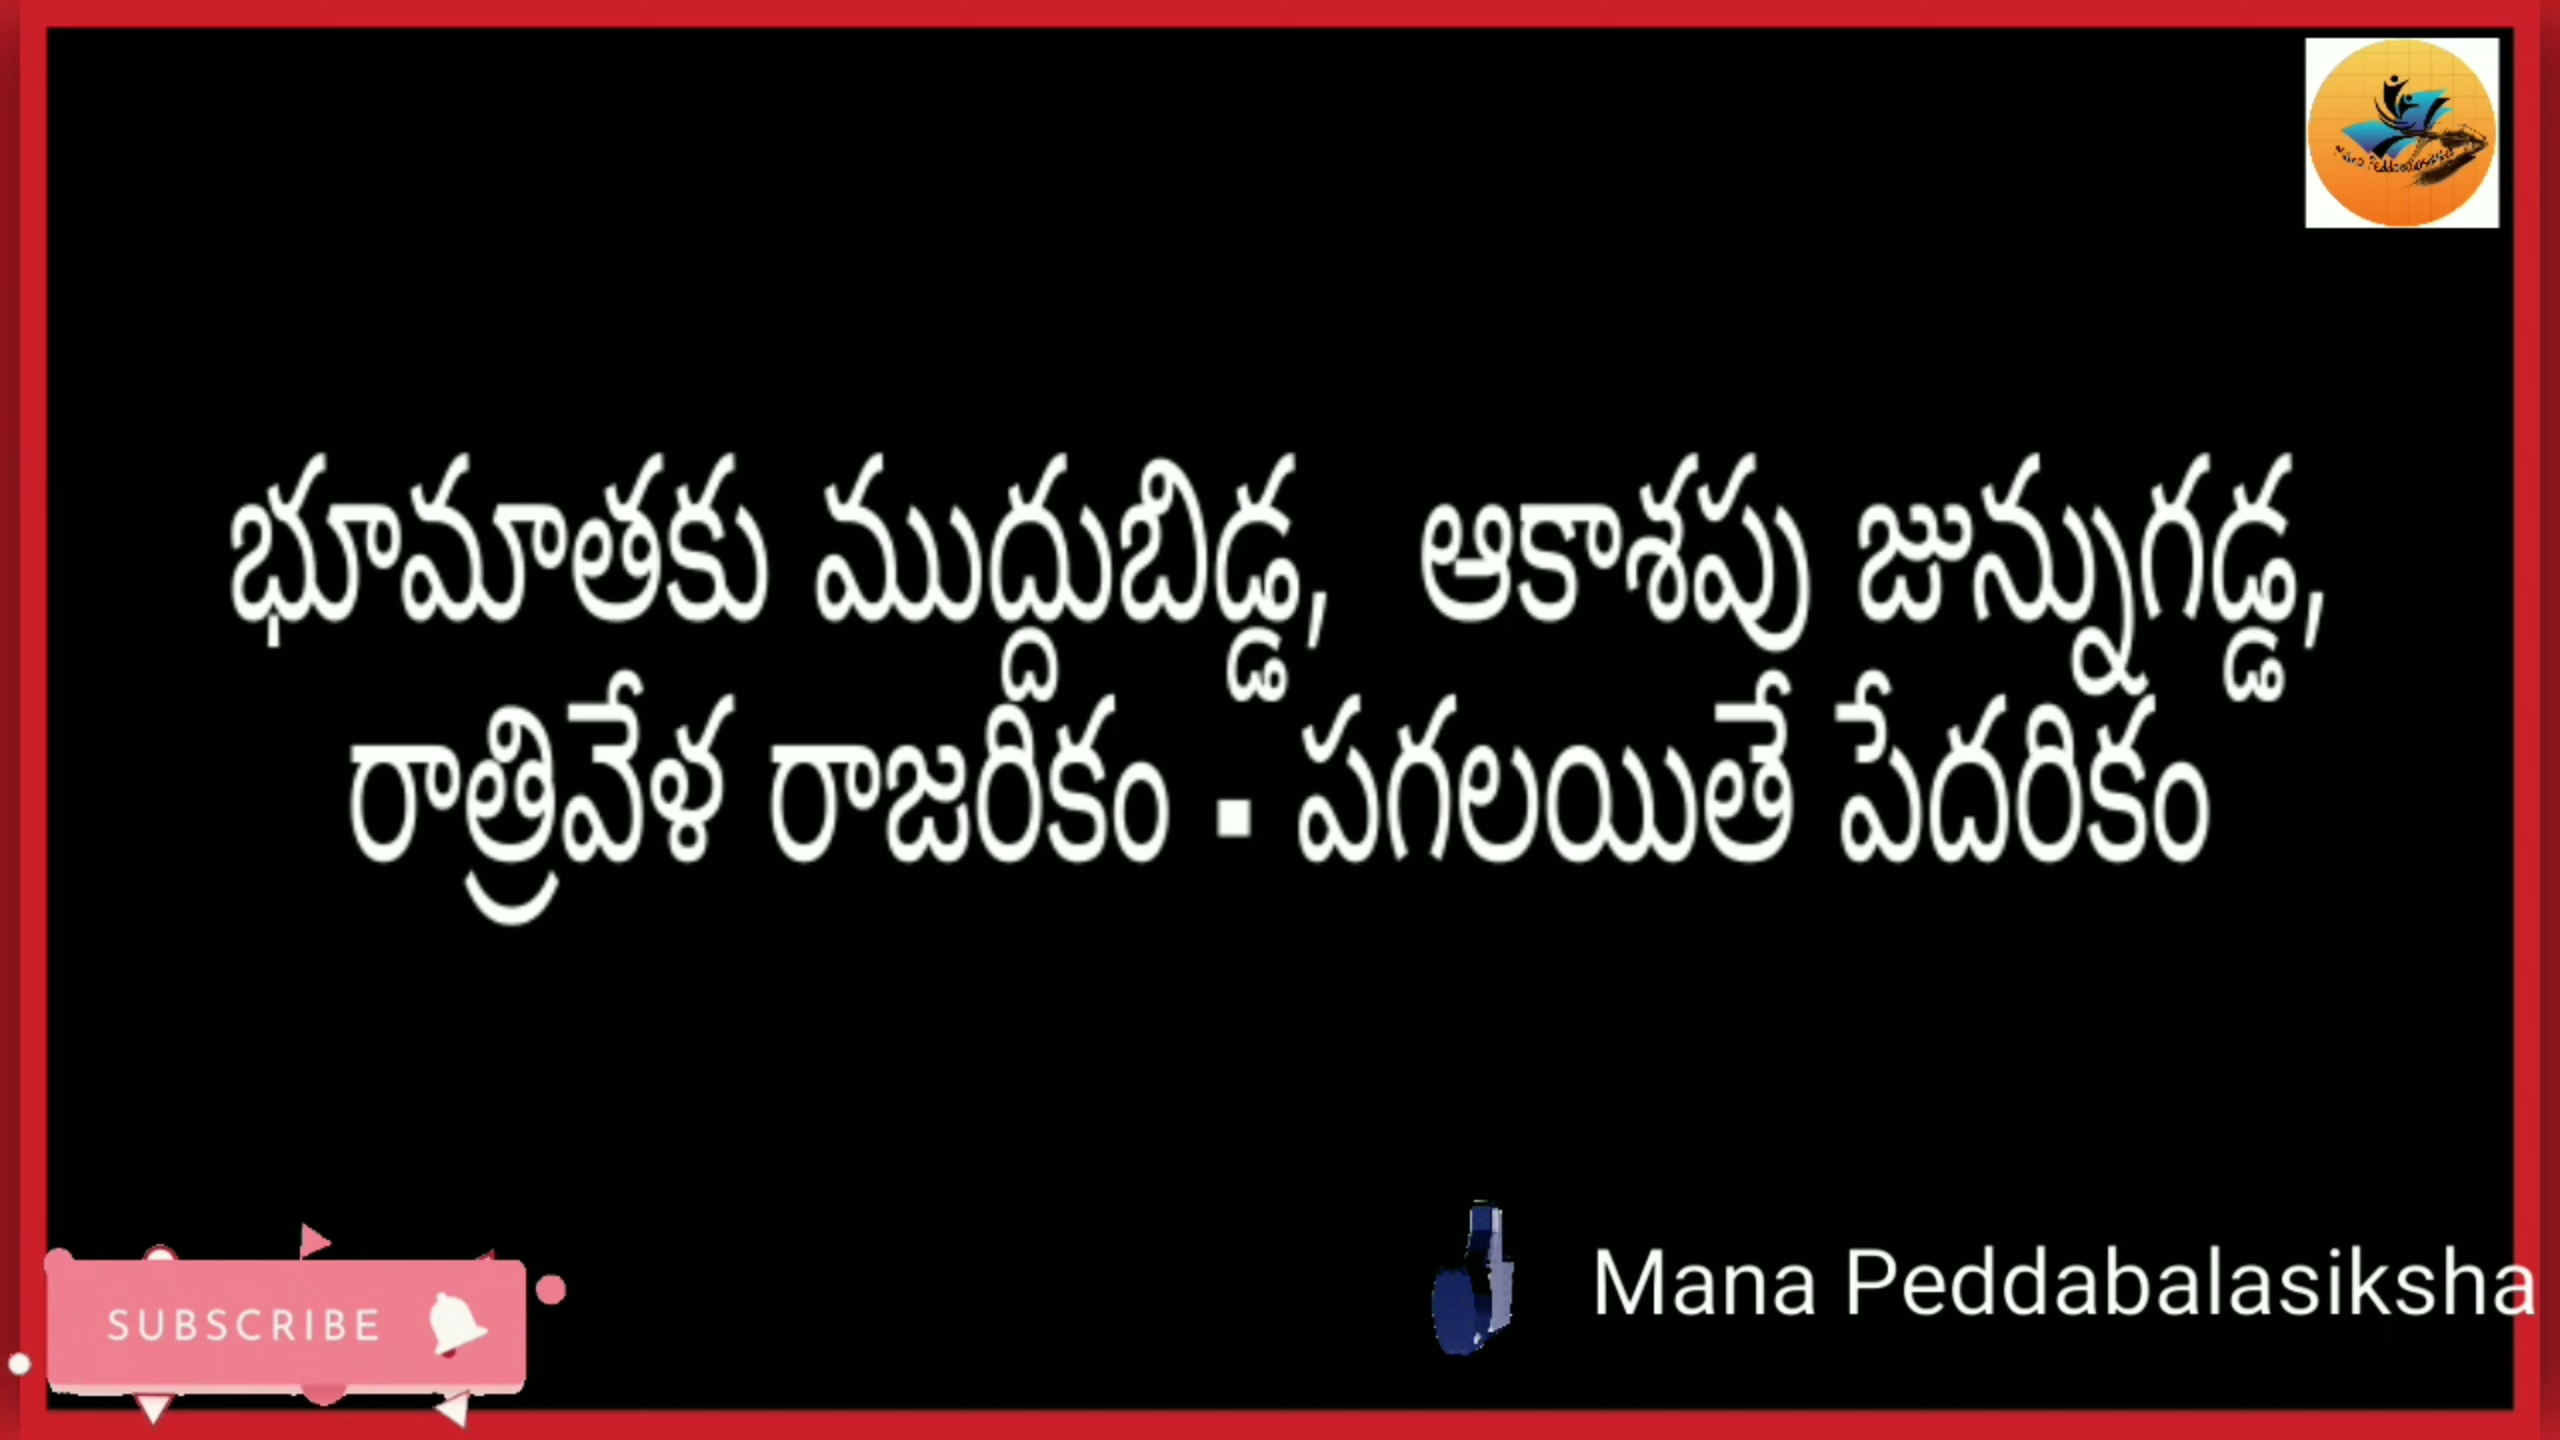 భూమాతకు ముద్దుబిడ్డ, ఆకాశపు జున్నుగడ్డ,
రాత్రివేళ రాజరికం - పగలయితే పేదరికం
SUBSCRIBE
Mana Peddabalasiksha